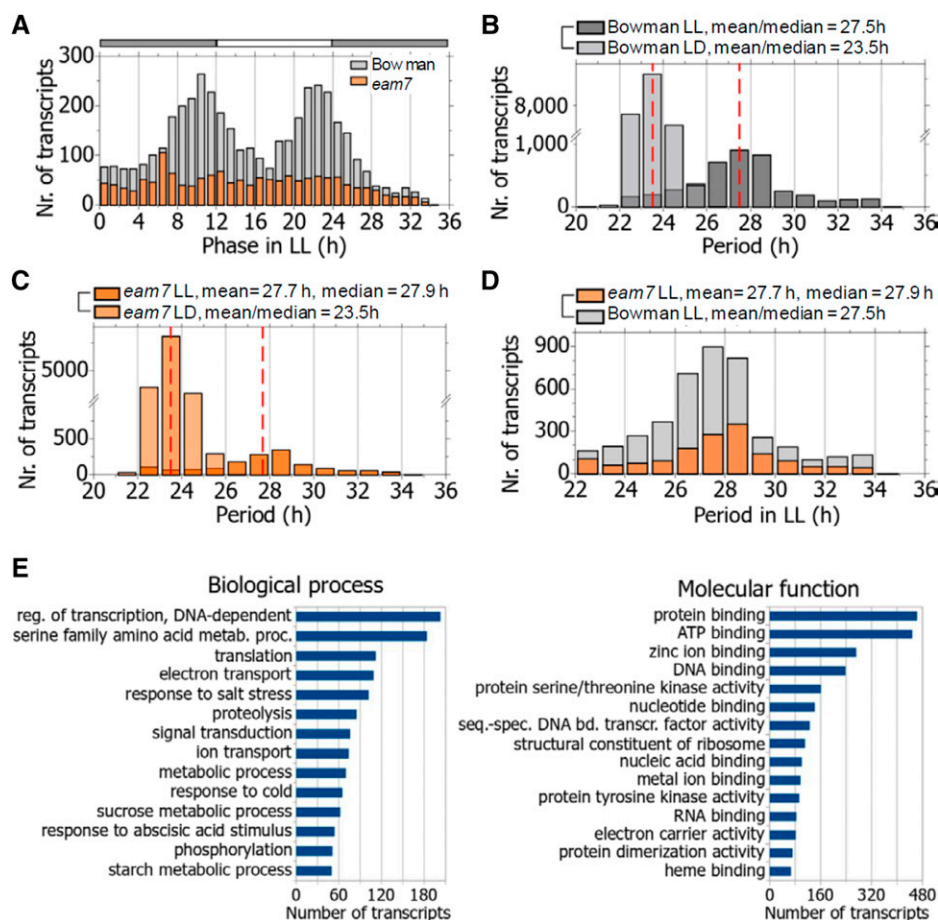 A
300
200
100
0
Nr. of transcripts
Bowman
eam7
0 4 8 12 16 20 24 28 32 36
Phase in LL (h)
B
Bowman LL, mean/median = 27.5h
Bowman LD, mean/median = 23.5h
8,000
1,000
0
Nr. of transcripts
20 22 24 26 28 30 32 34 36
Period (h)
C
eam7 LL, mean=27.7 h, median=27.9 h
eam7 LD, mean/median = 23.5h
5000
500
0
Nr. of transcripts
20 22 24 26 28 30 32 34 36
Period (h)
D
eam7 LL, mean=27.7 h, median=27.9 h
Bowman LL, mean/median = 27.5h
900
600
300
0
Nr. of transcripts
22 24 26 28 30 32 34 36
Period in LL (h)
E
Biological process
reg. of transcription, DNA-dependent
serine family amino acid metab. proc.
translation
electron transport
response to salt stress
proteolysis
signal transduction
ion transport
metabolic process
response to cold
sucrose metabolic process
response to abscisic acid stimulus
phosphorylation
starch metabolic process
0 60 120 180
Number of transcripts
Molecular function
protein binding
ATP binding
zinc ion binding
DNA binding
protein serine/threonine kinase activity
nucleotide binding
seq.-spec. DNA bd. transcr. factor activity
structural constituent of ribosome
nucleic acid binding
metal ion binding
protein tyrosine kinase activity
RNA binding
electron carrier activity
protein dimerization activity
heme binding
0 160 320 480
Number of transcripts